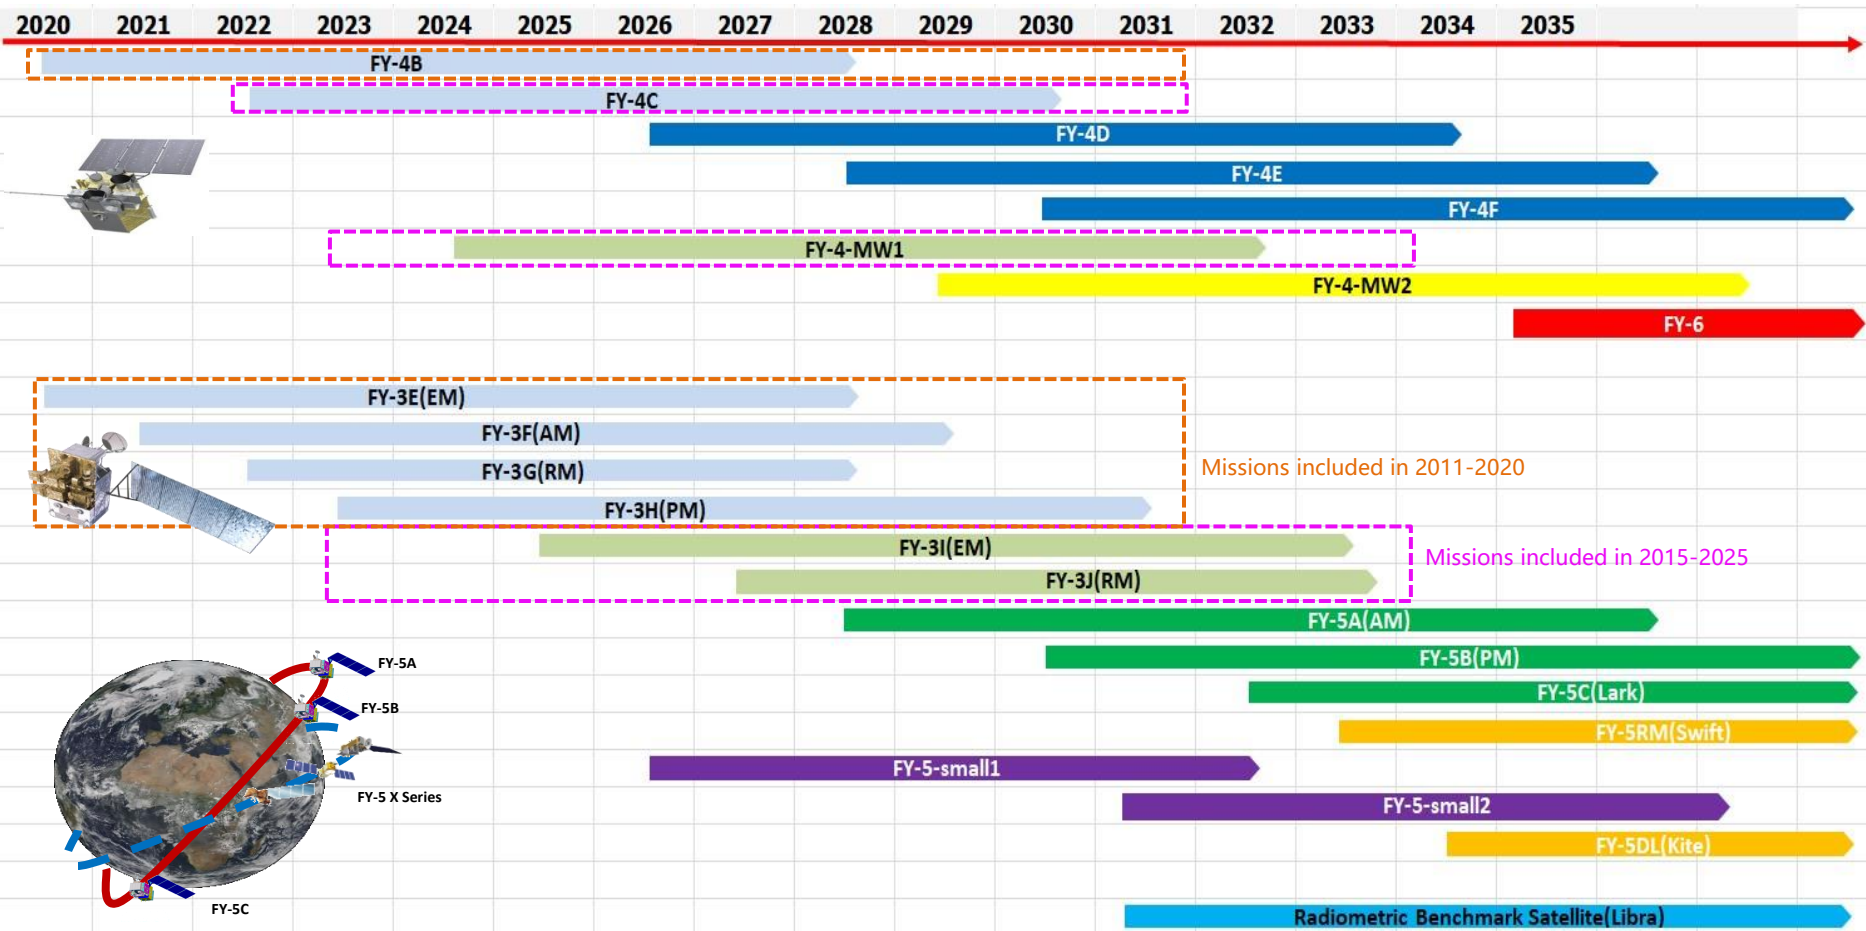 2020 2021 2022 2023 2024 2025 2026 2027 2028 2029 2030 2031 2032 2033 2034 2035
FY-4B
FY-4C
FY-4D
FY-4E
FY-4F
FY-4-MW1
FY-4-MW2
FY-6
FY-3E(EM)
FY-3F(AM)
FY-3G(RM)
Missions included in 2011-2020
FY-3H(PM)
FY-3I(EM)
Missions included in 2015-2025
FY-3J(RM)
FY-5A(AM)
FY-5B(PM)
FY-5A
FY-5C(Lark)
FY-5B
FY-5RM(Swift)
FY-5-small1
FY-5 X Series
FY-5-small2
FY-5DL(Kite)
FY-5C
Radiometric Benchmark Satellite(Libra)